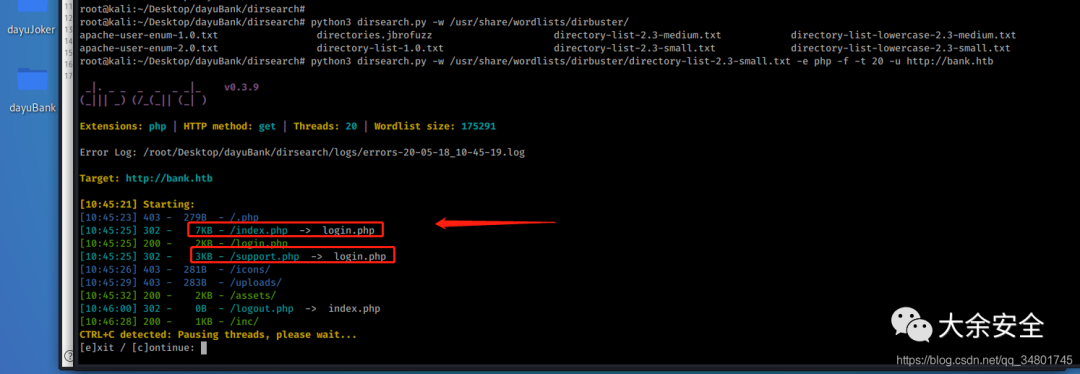 dayuJoker
dayuBank
root@kali:~/Desktop/dayuBank/dirsearch#
root@kali:~/Desktop/dayuBank/dirsearch# python3 dirsearch.py -w /usr/share/wordlists/dirbuster/
apache-user-enum-1.0.txt directories.jbrofuzz directory-list-2.3-medium.txt directory-list-lowercase-2.3-medium.txt
apache-user-enum-2.0.txt directory-list-1.0.txt directory-list-2.3-small.txt directory-list-lowercase-2.3-small.txt
root@kali:~/Desktop/dayuBank/dirsearch# python3 dirsearch.py -w /usr/share/wordlists/dirbuster/directory-list-2.3-small.txt -e php -f -t 20 -u http://bank.htb
_|. _ _ _ _ _ _|_ v0.3.9
(_||| _) (/_(_|| (_| )
Extensions: php | HTTP method: get | Threads: 20 | Wordlist size: 175291
Error Log: /root/Desktop/dayuBank/dirsearch/logs/errors-20-05-18_10-45-19.log
Target: http://bank.htb
[10:45:21] Starting:
[10:45:23] 403 - 279B - /.php
[10:45:25] 302 - 7KB - /index.php -> login.php
[10:45:25] 200 - 2KB - /login.php
[10:45:25] 302 - 3KB - /support.php -> login.php
[10:45:26] 403 - 281B - /icons/
[10:45:29] 403 - 283B - /uploads/
[10:45:32] 200 - 2KB - /assets/
[10:46:00] 302 - 0B - /logout.php -> index.php
[10:46:28] 200 - 1KB - /inc/
CTRL+C detected: Pausing threads, please wait...
[e]xit / [c]ontinue:
大余安全
https://blog.csdn.net/qq_34801745